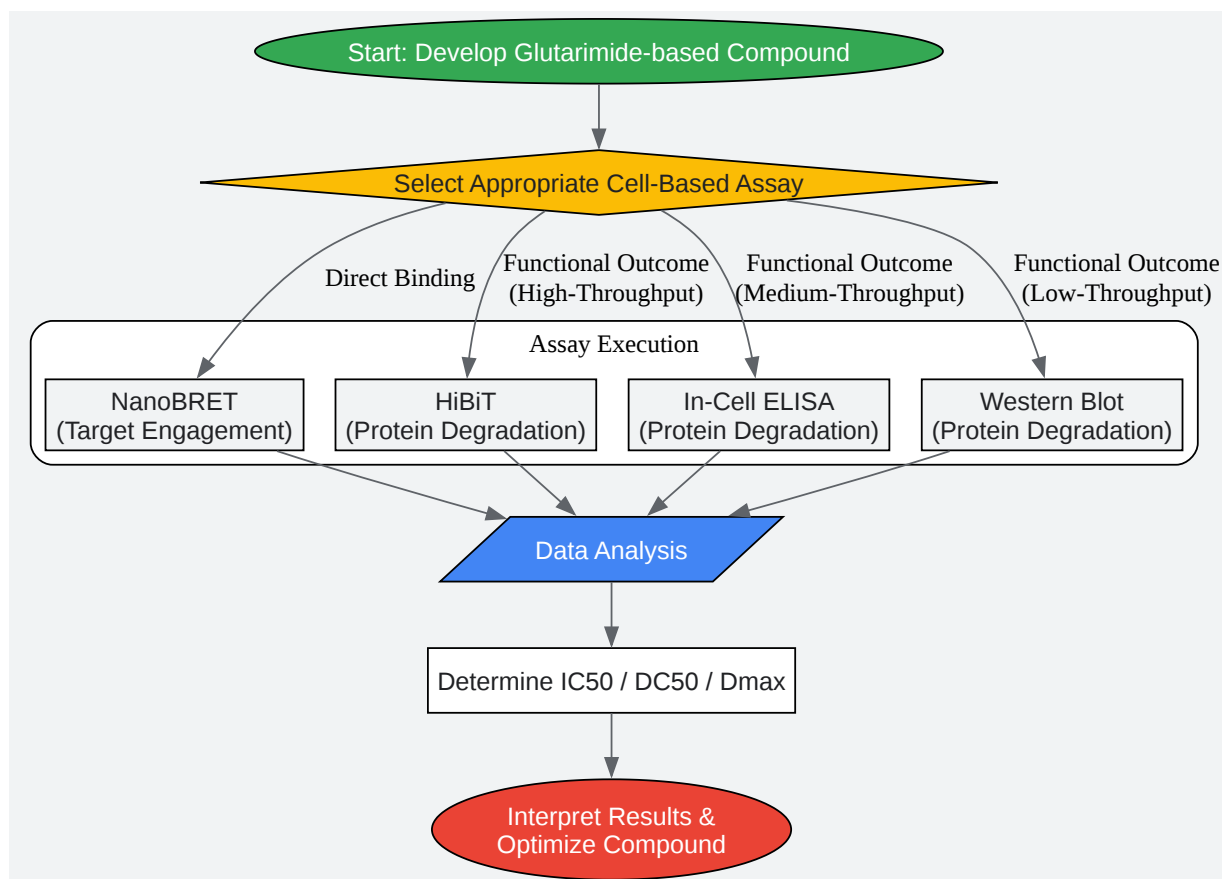 Start: Develop Glutarimide-based Compound
Select Appropriate Cell-Based Assay
Direct Binding
Functional Outcome
(High-Throughput)
Functional Outcome
(Medium-Throughput)
Functional Outcome
(Low-Throughput)
Assay Execution
NanoBRET
(Target Engagement)
HiBiT
(Protein Degradation)
In-Cell ELISA
(Protein Degradation)
Western Blot
(Protein Degradation)
Data Analysis
Determine IC50 / DC50 / Dmax
Interpret Results &
Optimize Compound